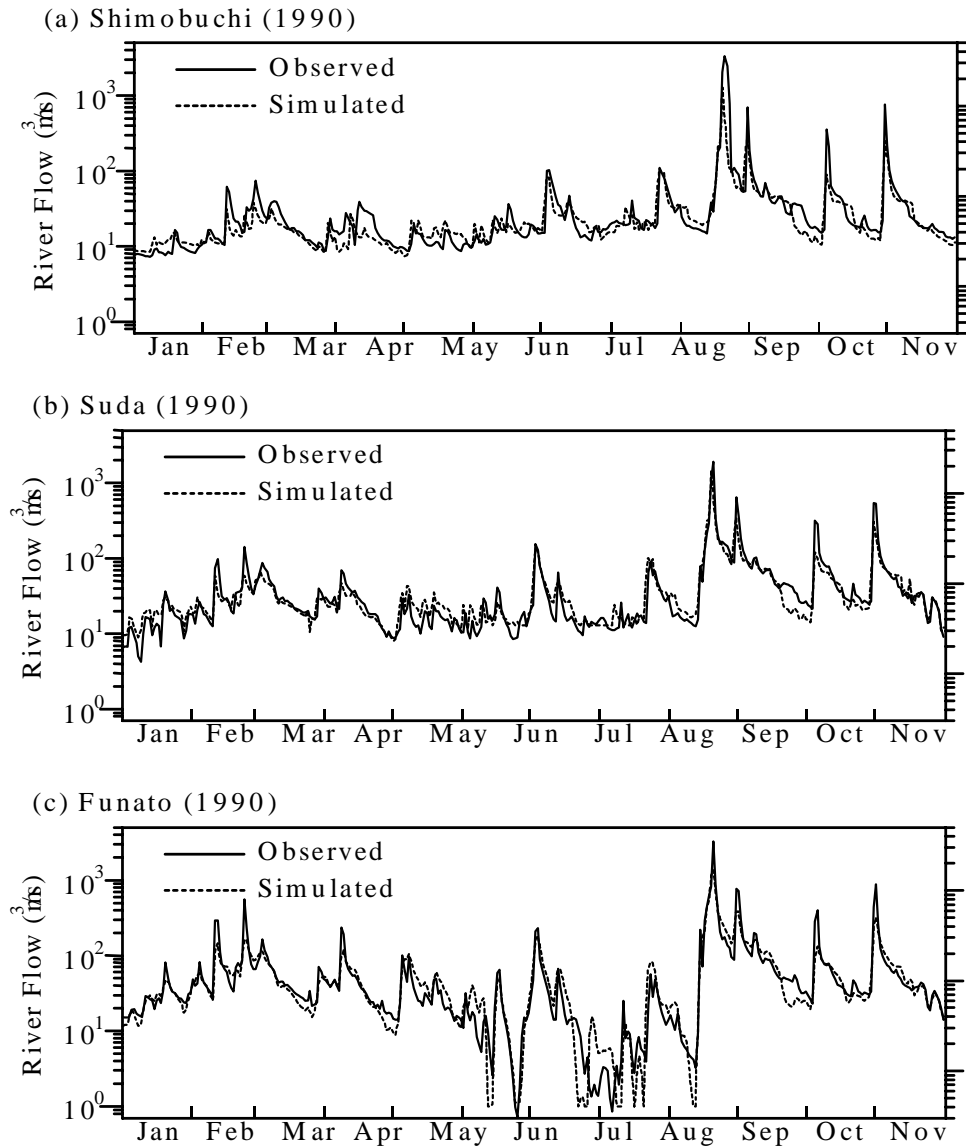 (a) Shimobuchi (1990)
Observed
Simulated
River Flow (m³/s)
10³
10²
10¹
10⁰
Jan Feb Mar Apr May Jun Jul Aug Sep Oct Nov
(b) Suda (1990)
Observed
Simulated
River Flow (m³/s)
10³
10²
10¹
10⁰
Jan Feb Mar Apr May Jun Jul Aug Sep Oct Nov
(c) Funato (1990)
Observed
Simulated
River Flow (m³/s)
10³
10²
10¹
10⁰
Jan Feb Mar Apr May Jun Jul Aug Sep Oct Nov